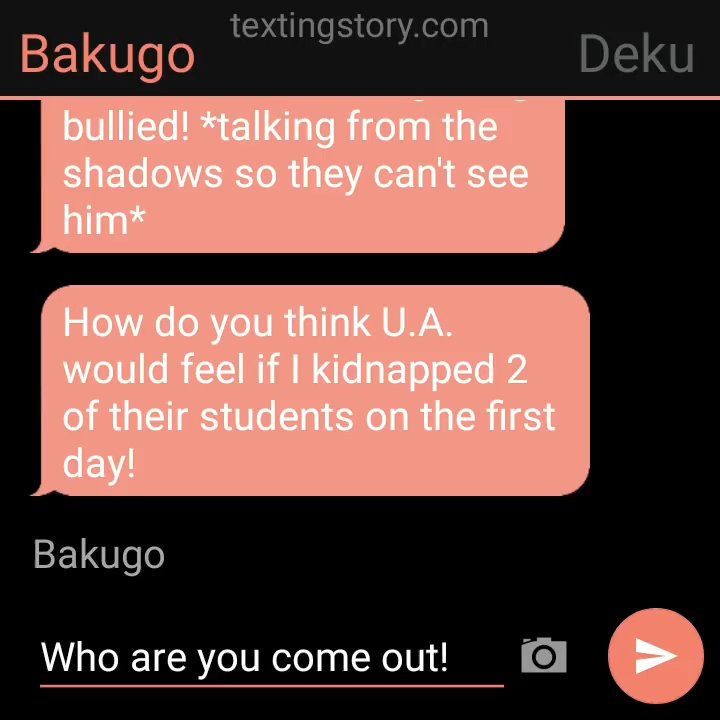 textingstory.com
Bakugo
Deku
bullied! *talking from the
shadows so they can't see
him*
How do you think U.A.
would feel if I kidnapped 2
of their students on the first
day!
Bakugo
Who are you come out!